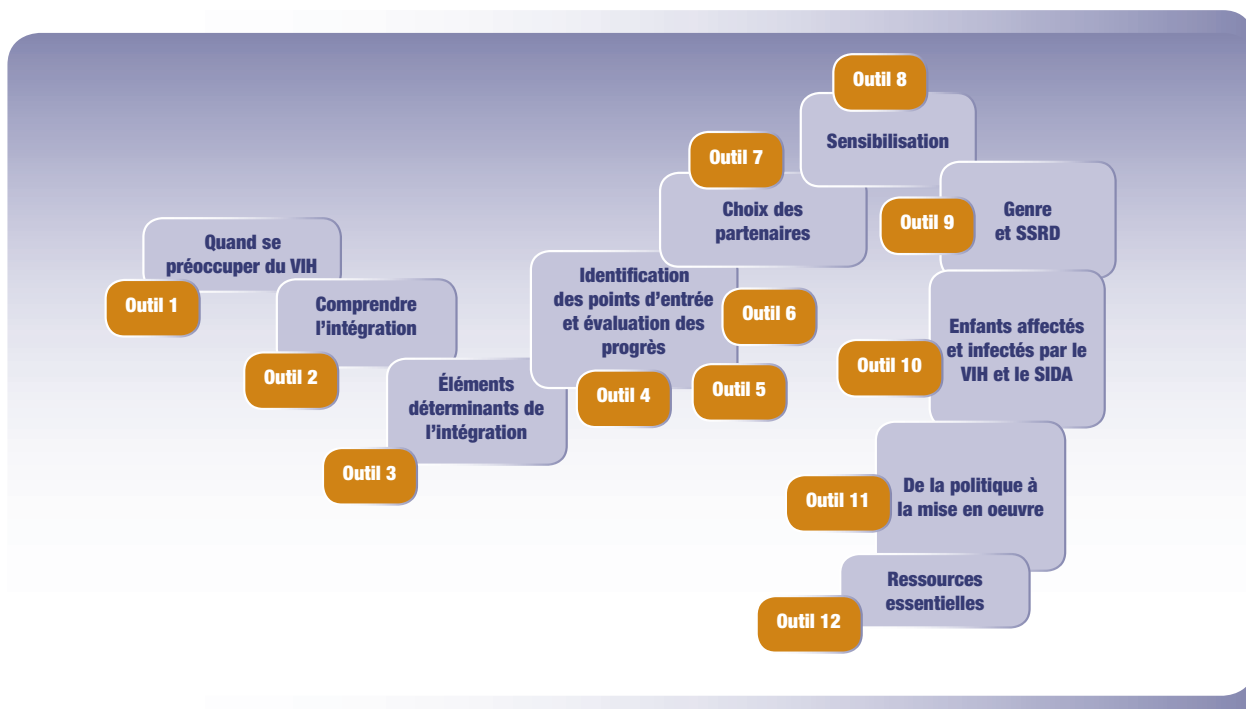 Quand se
préoccuper du VIH
Outil 1
Comprendre
l'intégration
Outil 2
Éléments
déterminants de
l'intégration
Outil 3
Identification
des points d'entrée
et évaluation des
progrès
Outil 4
Outil 5
Outil 6
Outil 7
Choix des
partenaires
Outil 8
Sensibilisation
Outil 9
Genre
et SSRD
Outil 10
Enfants affectés
et infectés par le
VIH et le SIDA
Outil 11
De la politique à
la mise en oeuvre
Ressources
essentielles
Outil 12